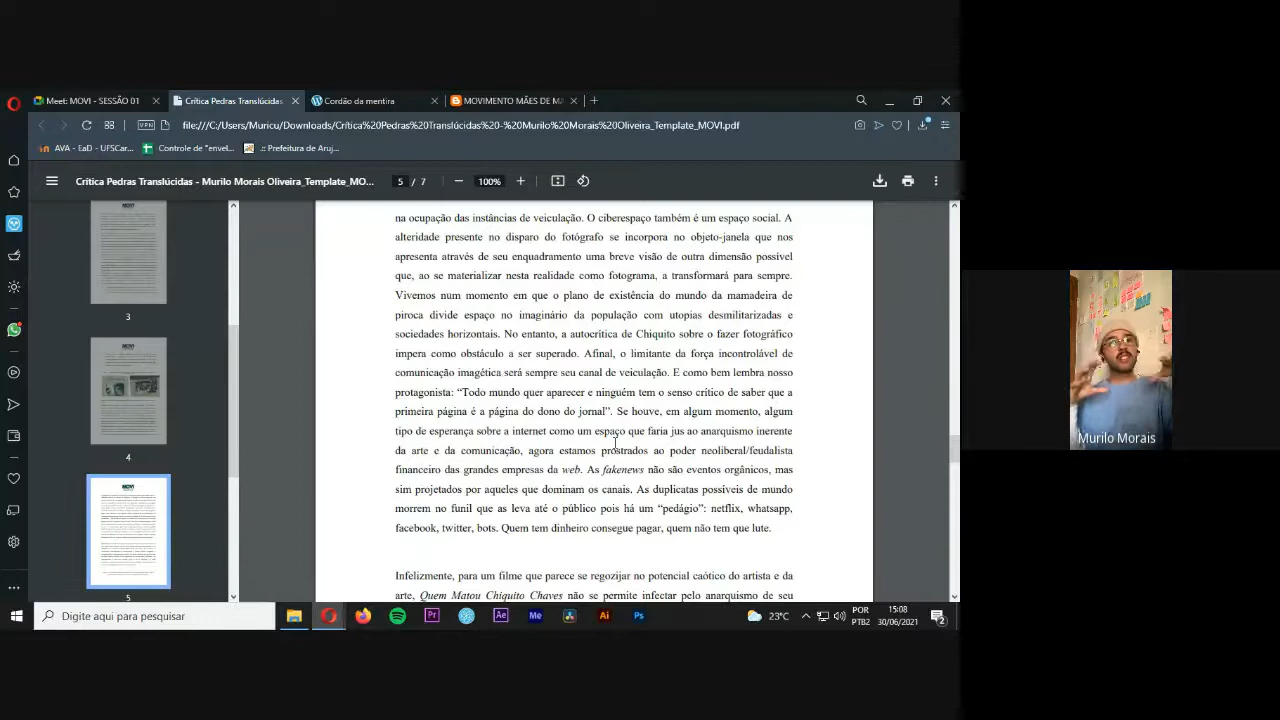 Meet: MOVI - SESSÃO 01
Crítica Pedras Translúcidas
Cordão da mentira
MOVIMENTO MÃES DE M
VPN
file:///C:/Users/Muricu/Downloads/Crítica%20Pedras%20Translúcidas%20-%20Murilo%20Morais%20Oliveira_Template_MOVI.pdf
AVA - EaD - UFSCar...
Controle de "envel...
.:: Prefeitura de Aruj...
Crítica Pedras Translúcidas - Murilo Morais Oliveira_Template_MO...
5 / 7
100%
na ocupação das instâncias de veiculação. O ciberespaço também é um espaço social. A
alteridade presente no disparo do fotógrafo se incorpora no objeto-janela que nos
apresenta através de seu enquadramento uma breve visão de outra dimensão possível
que, ao se materializar nesta realidade como fotograma, a transformará para sempre.
Vivemos num momento em que o plano de existência do mundo da mamadeira de
piroca divide espaço no imaginário da população com utopias desmilitarizadas e
sociedades horizontais. No entanto, a autocrítica de Chiquito sobre o fazer fotográfico
impera como obstáculo a ser superado. Afinal, o limitante da força incontrolável de
comunicação imagética será sempre seu canal de veiculação. E como bem lembra nosso
protagonista: “Todo mundo quer aparecer e ninguém tem o senso crítico de saber que a
primeira página é a página do dono do jornal”. Se houve, em algum momento, algum
tipo de esperança sobre a internet como um espaço que faria jus ao anarquismo inerente
da arte e da comunicação, agora estamos prostrados ao poder neoliberal/feudalista
financeiro das grandes empresas da web. As fakenews não são eventos orgânicos, mas
sim projetados por aqueles que dominam os canais. As duplicatas possíveis de mundo
morrem no funil que as leva até o público pois há um “pedágio”: netflix, whatsapp,
facebook, twitter, bots. Quem tem dinheiro consegue pagar, quem não tem que lute.
Infelizmente, para um filme que parece se regozijar no potencial caótico do artista e da
arte, Quem Matou Chiquito Chaves não se permite infectar pelo anarquismo de seu
3
MOVI
4
MOVI
5
Murilo Morais
Digite aqui para pesquisar
Pr
Ae
Me
Ai
Ps
23°C
POR
PTB2
15:08
30/06/2021
2